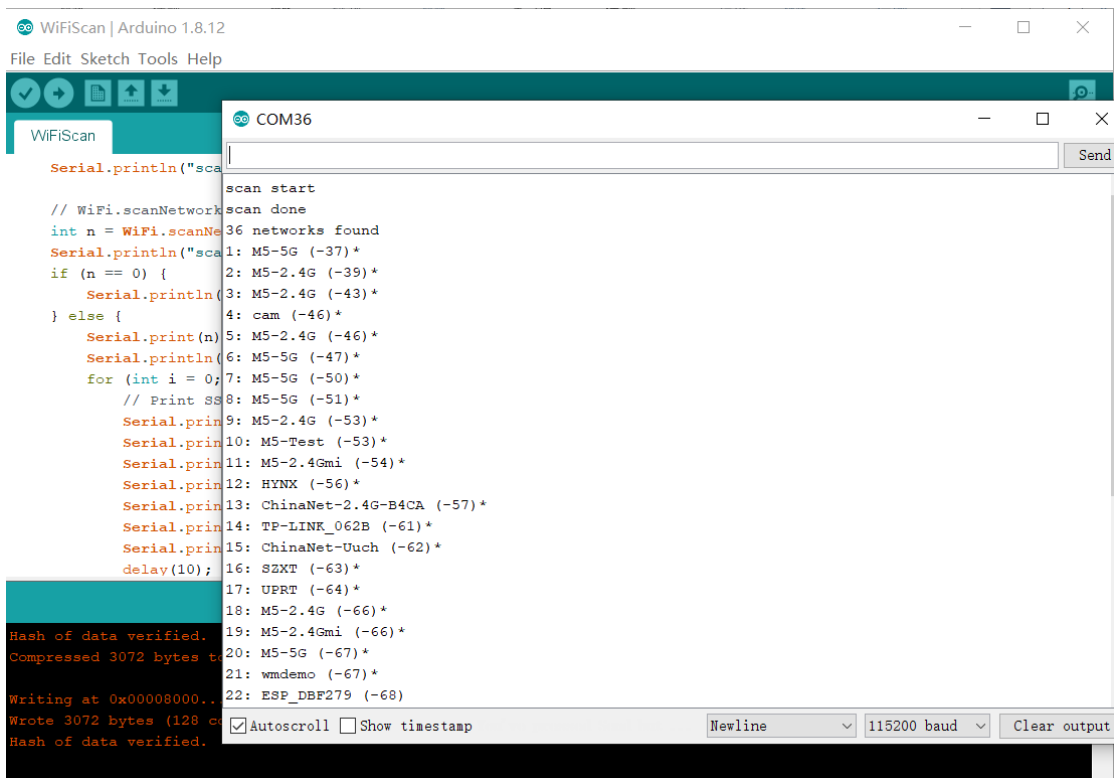 WiFiScan | Arduino 1.8.12
File Edit Sketch Tools Help
WiFiScan
Serial.println("sca
// WiFi.scanNetwork
int n = WiFi.scanNe
Serial.println("sca
if (n == 0) {
Serial.println(
} else {
Serial.print(n)
Serial.println(
for (int i = 0;
// Print SS
Serial.prin
Serial.prin
Serial.prin
Serial.prin
Serial.prin
Serial.prin
Serial.prin
delay(10);
Hash of data verified.
Compressed 3072 bytes to
Writing at 0x00008000...
Wrote 3072 bytes (128 co
Hash of data verified.
COM36
Send
scan start
scan done
36 networks found
1: M5-5G (-37)*
2: M5-2.4G (-39)*
3: M5-2.4G (-43)*
4: cam (-46)*
5: M5-2.4G (-46)*
6: M5-5G (-47)*
7: M5-5G (-50)*
8: M5-5G (-51)*
9: M5-2.4G (-53)*
10: M5-Test (-53)*
11: M5-2.4Gmi (-54)*
12: HYNX (-56)*
13: ChinaNet-2.4G-B4CA (-57)*
14: TP-LINK_062B (-61)*
15: ChinaNet-Uuch (-62)*
16: SZXT (-63)*
17: UPRT (-64)*
18: M5-2.4G (-66)*
19: M5-2.4Gmi (-66)*
20: M5-5G (-67)*
21: wmdemo (-67)*
22: ESP_DBF279 (-68)
Autoscroll Show timestamp Newline 115200 baud Clear output